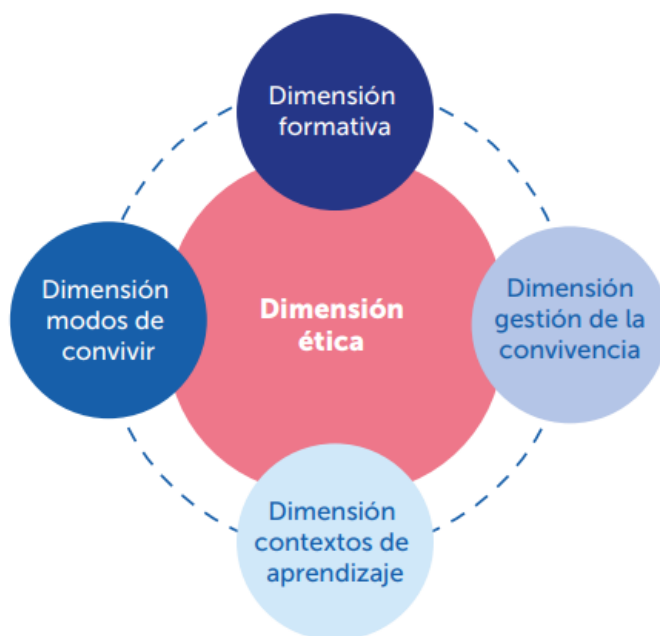 Dimensión
formativa
Dimensión
modos de
convivir
Dimensión
ética
Dimensión
gestión de la
convivencia
Dimensión
contextos de
aprendizaje